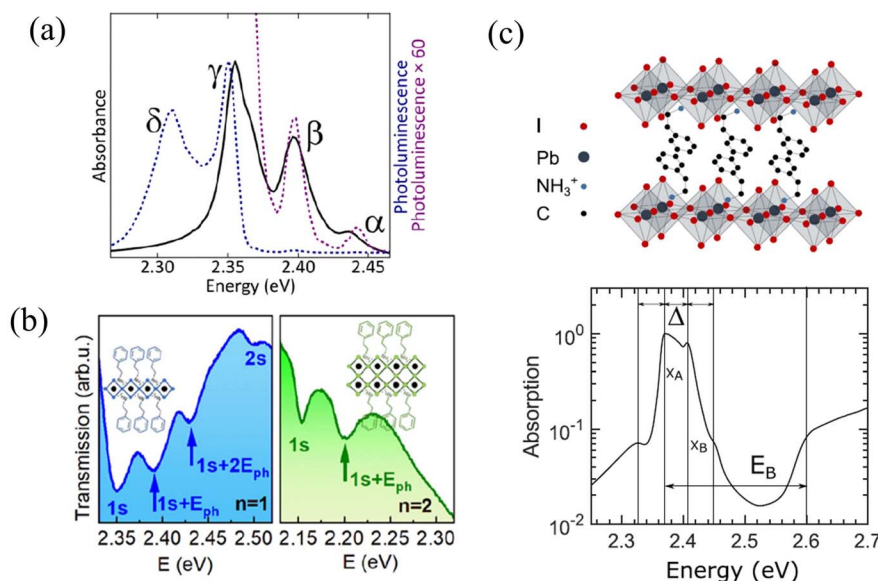 (a)
Absorbance
δ
γ
β
α
2.30 2.35 2.40 2.45
Energy (eV)
Photoluminescence
Photoluminescence × 60
(b)
Transmission (arb.u.)
1s
1s+E_ph
1s+2E_ph
2s
n=1
2.35 2.40 2.45 2.50
E (eV)
1s
1s+E_ph
n=2
2.10 2.15 2.20 2.25 2.30
E (eV)
(c)
I
Pb
NH₃⁺
C
Absorption
10⁰
10⁻¹
10⁻²
Δ
X_A
X_B
E_B
2.3 2.4 2.5 2.6 2.7
Energy (eV)